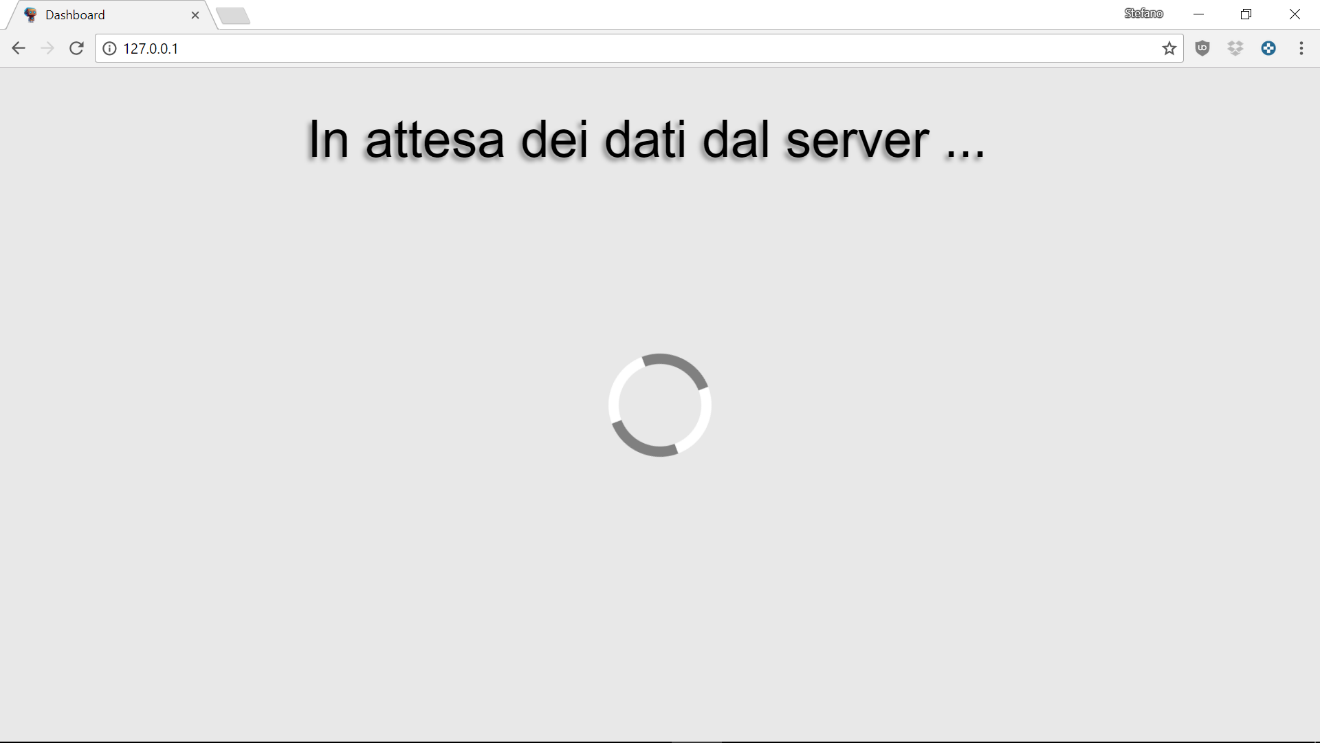 Dashboard
Stefano
127.0.0.1
In attesa dei dati dal server ...